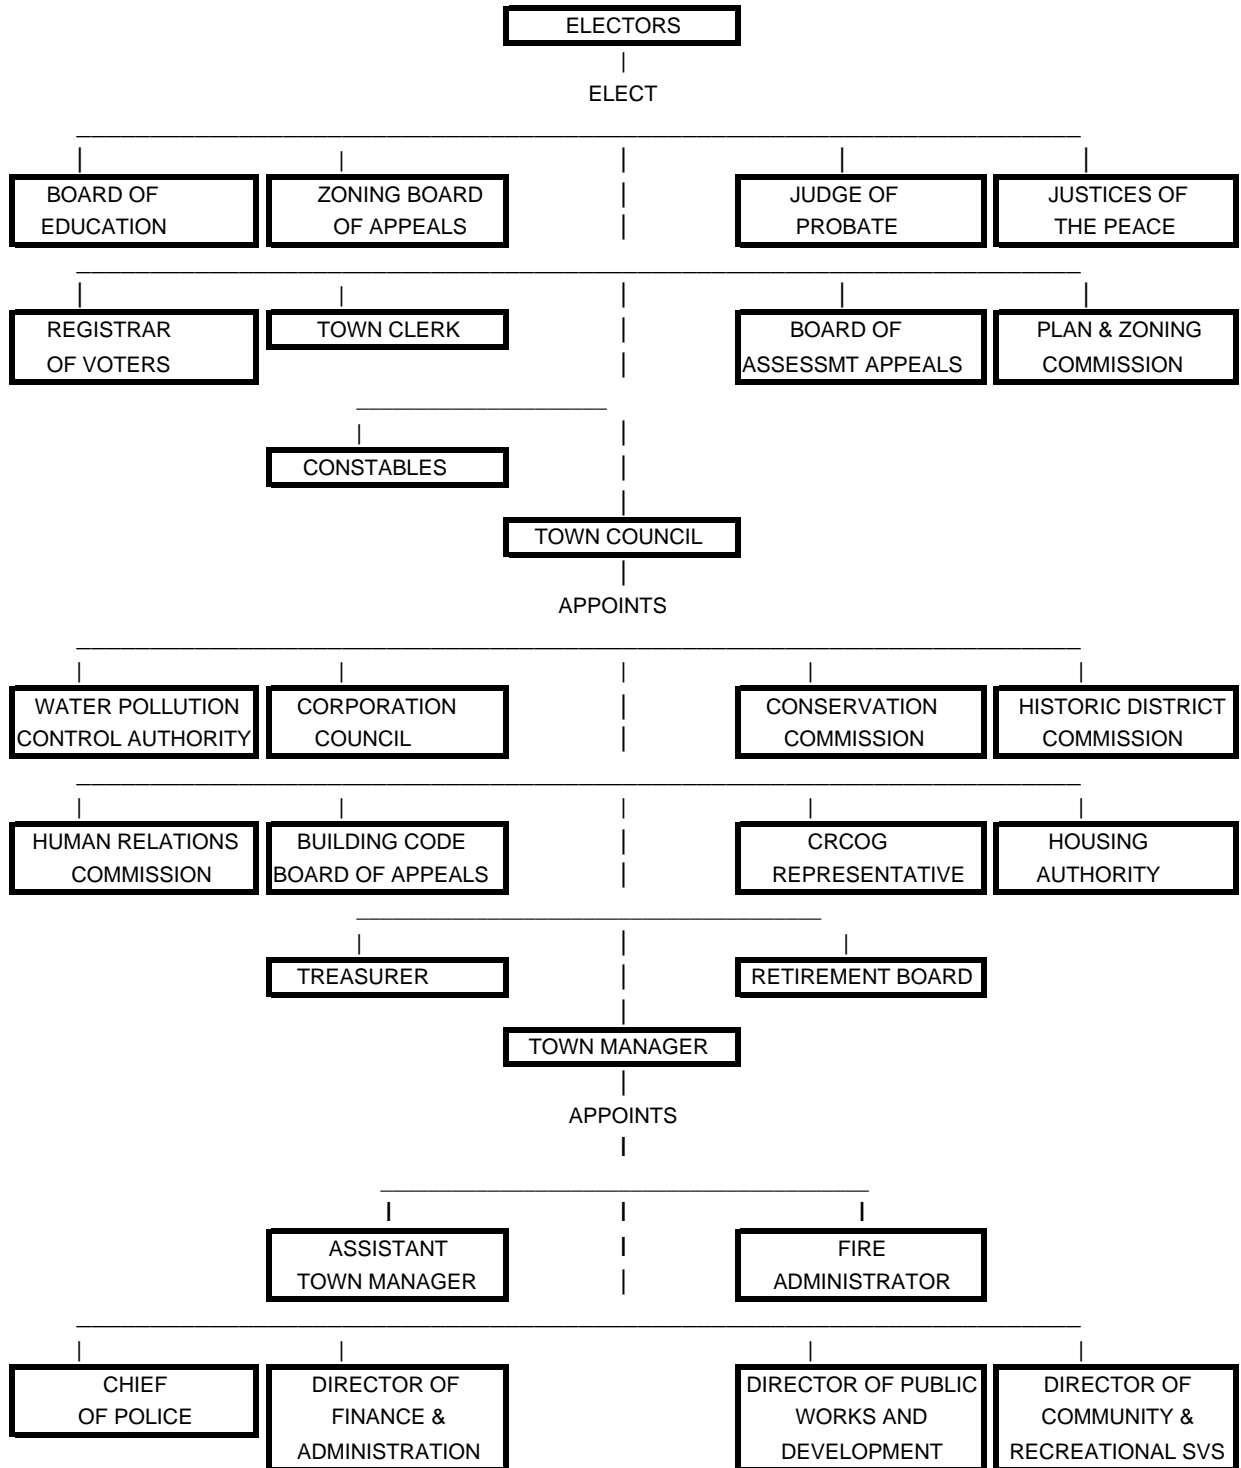 ELECTORS
ELECT
BOARD OF
EDUCATION
ZONING BOARD
OF APPEALS
JUDGE OF
PROBATE
JUSTICES OF
THE PEACE
REGISTRAR
OF VOTERS
TOWN CLERK
BOARD OF
ASSESSMT APPEALS
PLAN & ZONING
COMMISSION
CONSTABLES
TOWN COUNCIL
APPOINTS
WATER POLLUTION
CONTROL AUTHORITY
CORPORATION
COUNCIL
CONSERVATION
COMMISSION
HISTORIC DISTRICT
COMMISSION
HUMAN RELATIONS
COMMISSION
BUILDING CODE
BOARD OF APPEALS
CRCOG
REPRESENTATIVE
HOUSING
AUTHORITY
TREASURER
RETIREMENT BOARD
TOWN MANAGER
APPOINTS
ASSISTANT
TOWN MANAGER
FIRE
ADMINISTRATOR
CHIEF
OF POLICE
DIRECTOR OF
FINANCE &
ADMINISTRATION
DIRECTOR OF PUBLIC
WORKS AND
DEVELOPMENT
DIRECTOR OF
COMMUNITY &
RECREATIONAL SVS